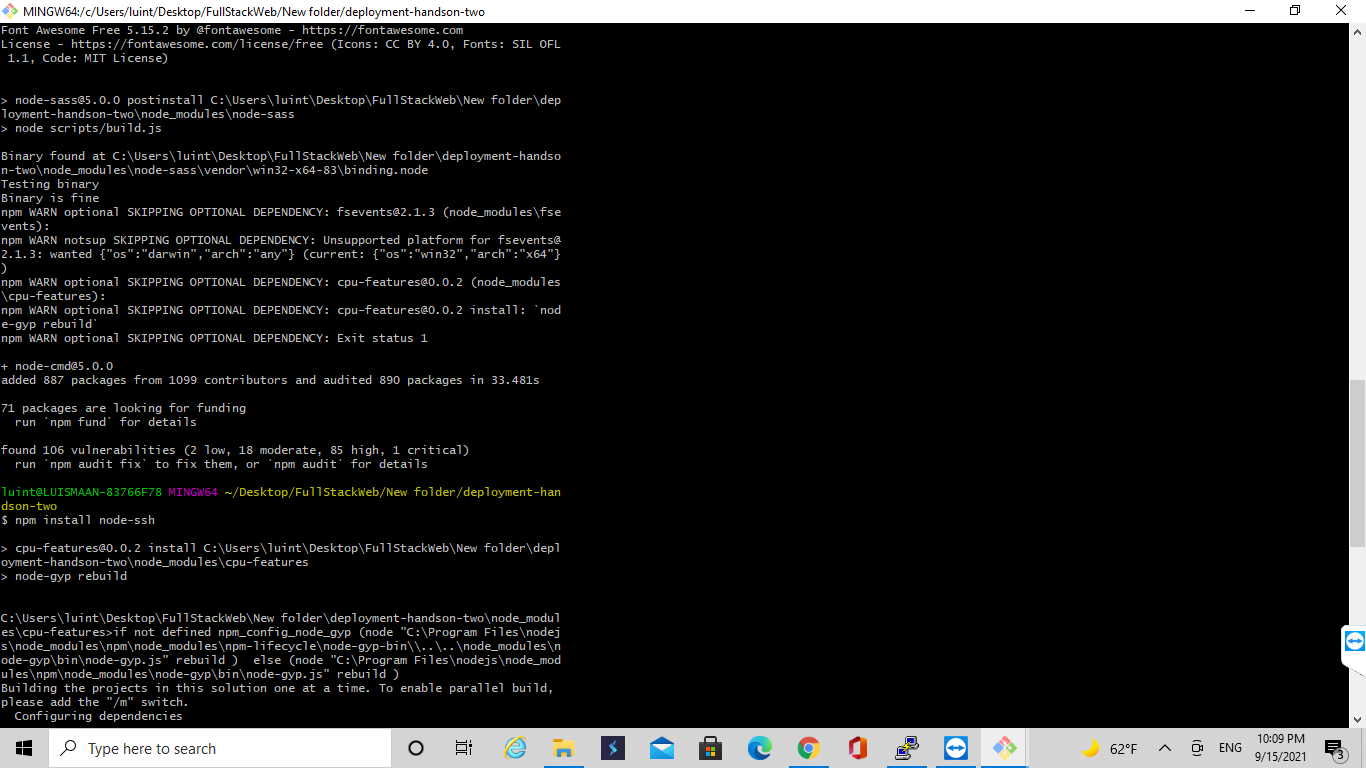 MINGW64:/c/Users/luint/Desktop/FullStackWeb/New folder/deployment-handson-two
Font Awesome Free 5.15.2 by @fontawesome - https://fontawesome.com
License - https://fontawesome.com/license/free (Icons: CC BY 4.0, Fonts: SIL OFL
 1.1, Code: MIT License)
> node-sass@5.0.0 postinstall C:\Users\luint\Desktop\FullStackWeb\New folder\dep
loyment-handson-two\node_modules\node-sass
> node scripts/build.js
Binary found at C:\Users\luint\Desktop\FullStackWeb\New folder\deployment-handso
n-two\node_modules\node-sass\vendor\win32-x64-83\binding.node
Testing binary
Binary is fine
npm WARN optional SKIPPING OPTIONAL DEPENDENCY: fsevents@2.1.3 (node_modules\fse
vents):
npm WARN notsup SKIPPING OPTIONAL DEPENDENCY: Unsupported platform for fsevents@
2.1.3: wanted {"os":"darwin","arch":"any"} (current: {"os":"win32","arch":"x64"}
)
npm WARN optional SKIPPING OPTIONAL DEPENDENCY: cpu-features@0.0.2 (node_modules
\cpu-features):
npm WARN optional SKIPPING OPTIONAL DEPENDENCY: cpu-features@0.0.2 install: `nod
e-gyp rebuild`
npm WARN optional SKIPPING OPTIONAL DEPENDENCY: Exit status 1
+ node-cmd@5.0.0
added 887 packages from 1099 contributors and audited 890 packages in 33.481s
71 packages are looking for funding
  run `npm fund` for details
found 106 vulnerabilities (2 low, 18 moderate, 85 high, 1 critical)
  run `npm audit fix` to fix them, or `npm audit` for details
luint@LUISMAAN-83766F78 MINGW64 ~/Desktop/FullStackWeb/New folder/deployment-han
dson-two
$ npm install node-ssh
> cpu-features@0.0.2 install C:\Users\luint\Desktop\FullStackWeb\New folder\depl
oyment-handson-two\node_modules\cpu-features
> node-gyp rebuild
C:\Users\luint\Desktop\FullStackWeb\New folder\deployment-handson-two\node_modul
es\cpu-features>if not defined npm_config_node_gyp (node "C:\Program Files\nodej
s\node_modules\npm\node_modules\npm-lifecycle\node-gyp-bin\\..\..\node_modules\n
ode-gyp\bin\node-gyp.js" rebuild )  else (node "C:\Program Files\nodejs\node_mod
ules\npm\node_modules\node-gyp\bin\node-gyp.js" rebuild )
Building the projects in this solution one at a time. To enable parallel build,
please add the "/m" switch.
  Configuring dependencies
Type here to search
62°F
ENG
10:09 PM
9/15/2021
3